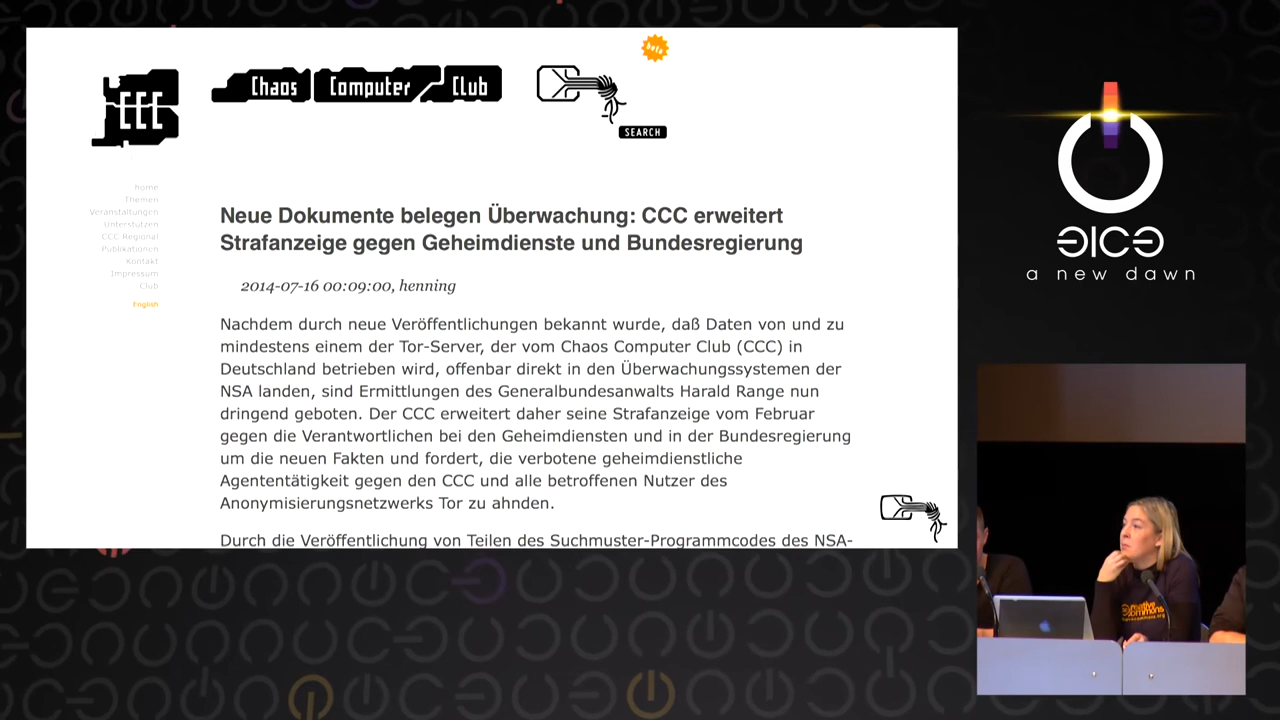 beta
CCC
Chaos Computer Club
SEARCH
home
Themen
Veranstaltungen
Unterstützen
CCC Regional
Publikationen
Kontakt
Impressum
Club
English
Neue Dokumente belegen Überwachung: CCC erweitert
Strafanzeige gegen Geheimdienste und Bundesregierung
2014-07-16 00:09:00, henning
Nachdem durch neue Veröffentlichungen bekannt wurde, daß Daten von und zu
mindestens einem der Tor-Server, der vom Chaos Computer Club (CCC) in
Deutschland betrieben wird, offenbar direkt in den Überwachungssystemen der
NSA landen, sind Ermittlungen des Generalbundesanwalts Harald Range nun
dringend geboten. Der CCC erweitert daher seine Strafanzeige vom Februar
gegen die Verantwortlichen bei den Geheimdiensten und in der Bundesregierung
um die neuen Fakten und fordert, die verbotene geheimdienstliche
Agententätigkeit gegen den CCC und alle betroffenen Nutzer des
Anonymisierungsnetzwerks Tor zu ahnden.
Durch die Veröffentlichung von Teilen des Suchmuster-Programmcodes des NSA-
a new dawn
creative
commons